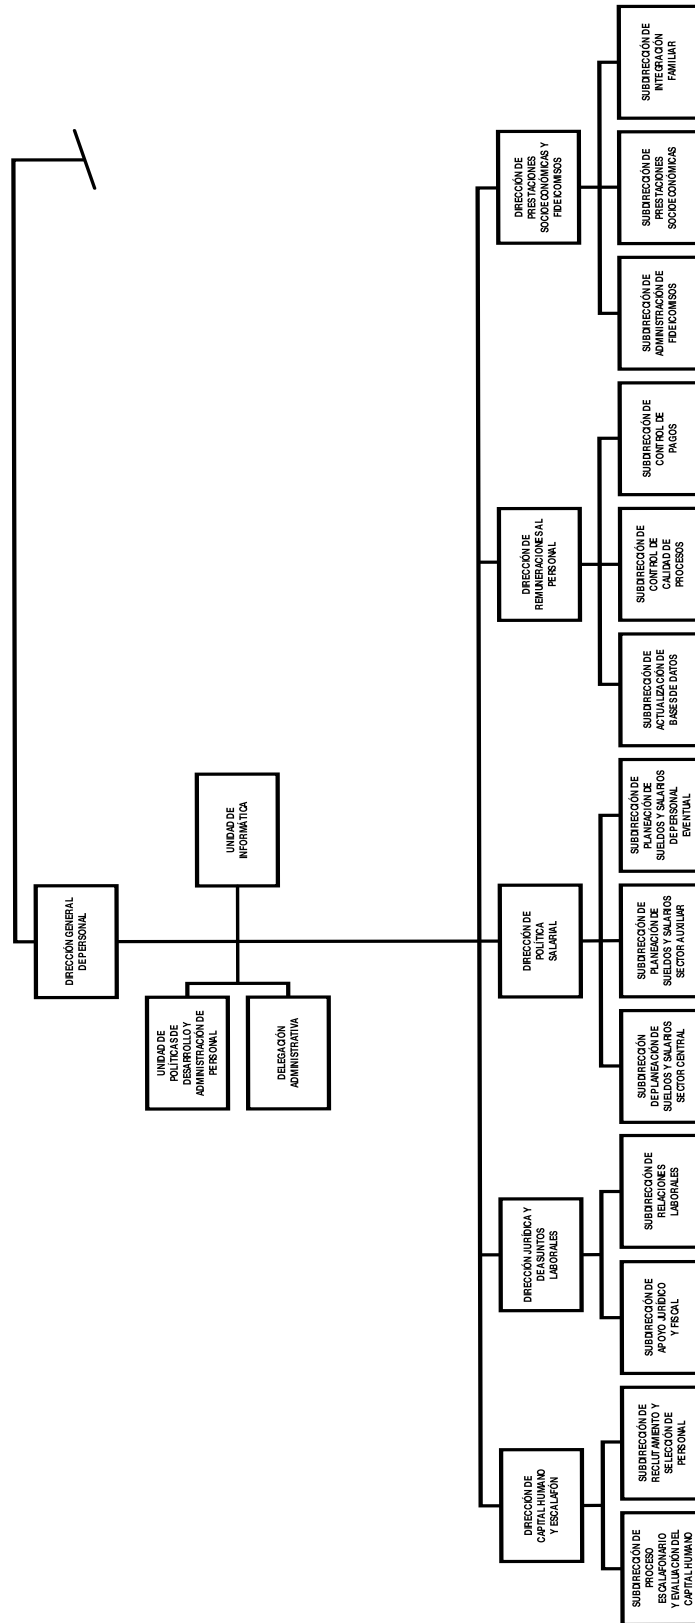 DIRECCIÓN GENERAL
DE PERSONAL
UNIDAD DE
POLÍTICAS DE
DESARROLLO Y
ADMINISTRACIÓN DE
PERSONAL
UNIDAD DE
INFORMÁTICA
DELEGACIÓN
ADMINISTRATIVA
DIRECCIÓN DE
CAPITAL HUMANO
Y ESCALAFÓN
DIRECCIÓN JURÍDICA Y
DE ASUNTOS
LABORALES
DIRECCIÓN DE
POLÍTICA
SALARIAL
DIRECCIÓN DE
REMUNERACIONES AL
PERSONAL
DIRECCIÓN DE
PRESTACIONES
SOCIOECONÓMICAS Y
FIDEICOMISOS
SUBDIRECCIÓN DE
PROCESO
ESCALAFONARIO
Y EVALUACIÓN DEL
CAPITAL HUMANO
SUBDIRECCIÓN DE
RECLUTAMIENTO Y
SELECCIÓN DE
PERSONAL
SUBDIRECCIÓN DE
APOYO JURÍDICO
Y FISCAL
SUBDIRECCIÓN DE
RELACIONES
LABORALES
SUBDIRECCIÓN
DE PLANEACIÓN DE
SUELDOS Y SALARIOS
SECTOR CENTRAL
SUBDIRECCIÓN DE
PLANEACIÓN DE
SUELDOS Y SALARIOS
SECTOR AUXILIAR
SUBDIRECCIÓN DE
PLANEACIÓN DE
SUELDOS Y SALARIOS
DE PERSONAL
EVENTUAL
SUBDIRECCIÓN DE
ACTUALIZACIÓN DE
BASES DE DATOS
SUBDIRECCIÓN DE
CONTROL DE
CALIDAD DE
PROCESOS
SUBDIRECCIÓN DE
CONTROL DE
PAGOS
SUBDIRECCIÓN DE
ADMINISTRACIÓN DE
FIDEICOMISOS
SUBDIRECCIÓN DE
PRESTACIONES
SOCIOECONÓMICAS
SUBDIRECCIÓN DE
INTEGRACIÓN
FAMILIAR